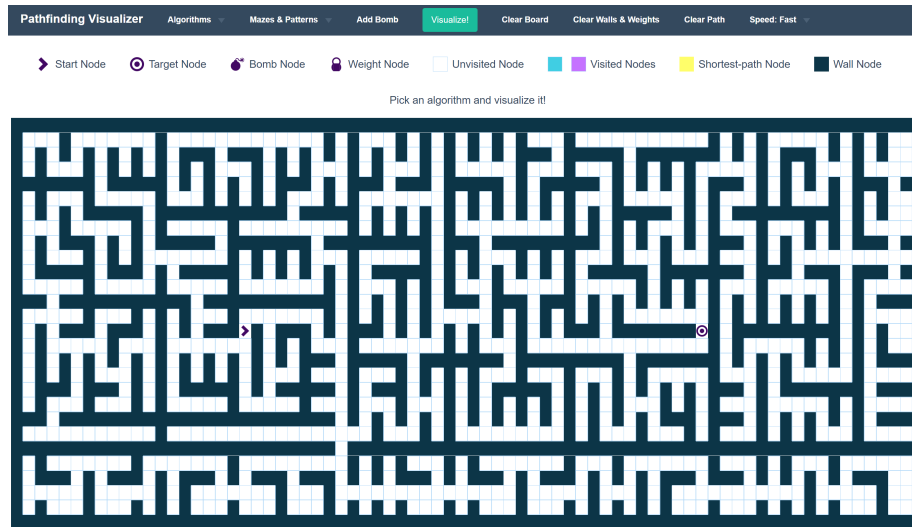 Pathfinding Visualizer Algorithms Mazes & Patterns Add Bomb Visualize! Clear Board Clear Walls & Weights Clear Path Speed: Fast
Start Node Target Node Bomb Node Weight Node Unvisited Node Visited Nodes Shortest-path Node Wall Node
Pick an algorithm and visualize it!